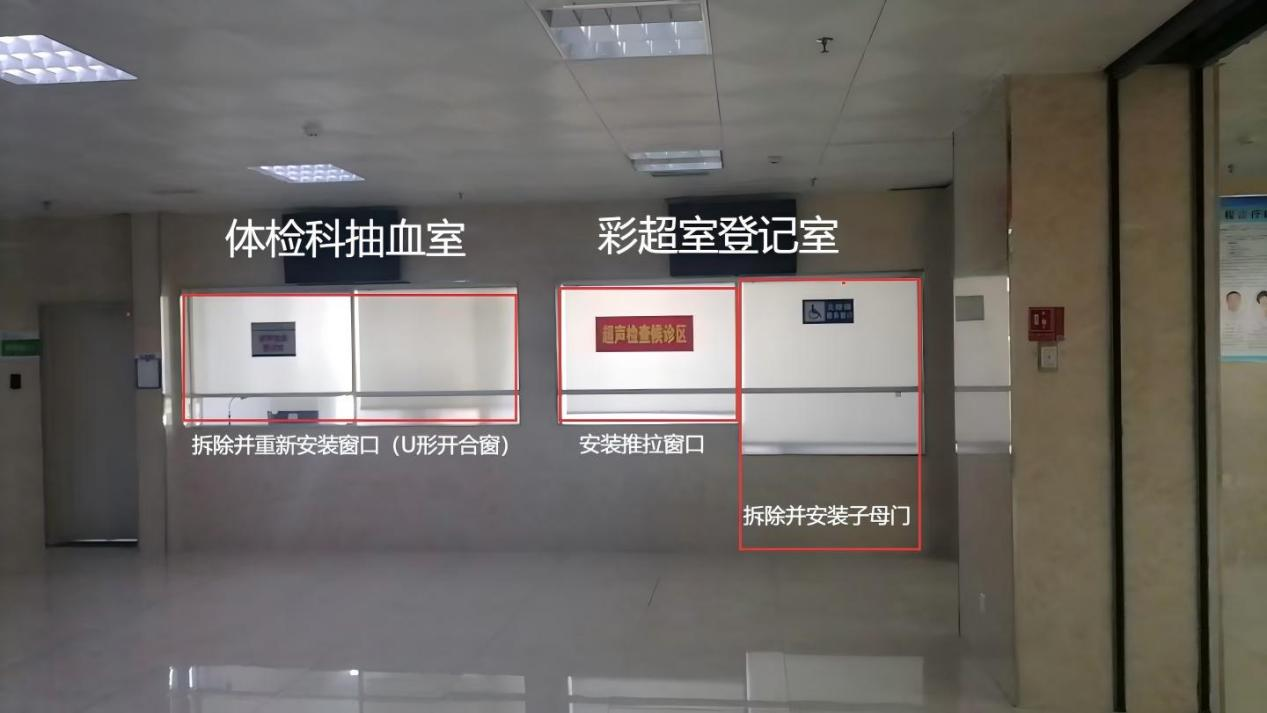 体检科抽血室
彩超室登记室
超声检查候诊区
拆除并重新安装窗口（U形开合窗）
安装推拉窗口
拆除并安装子母门